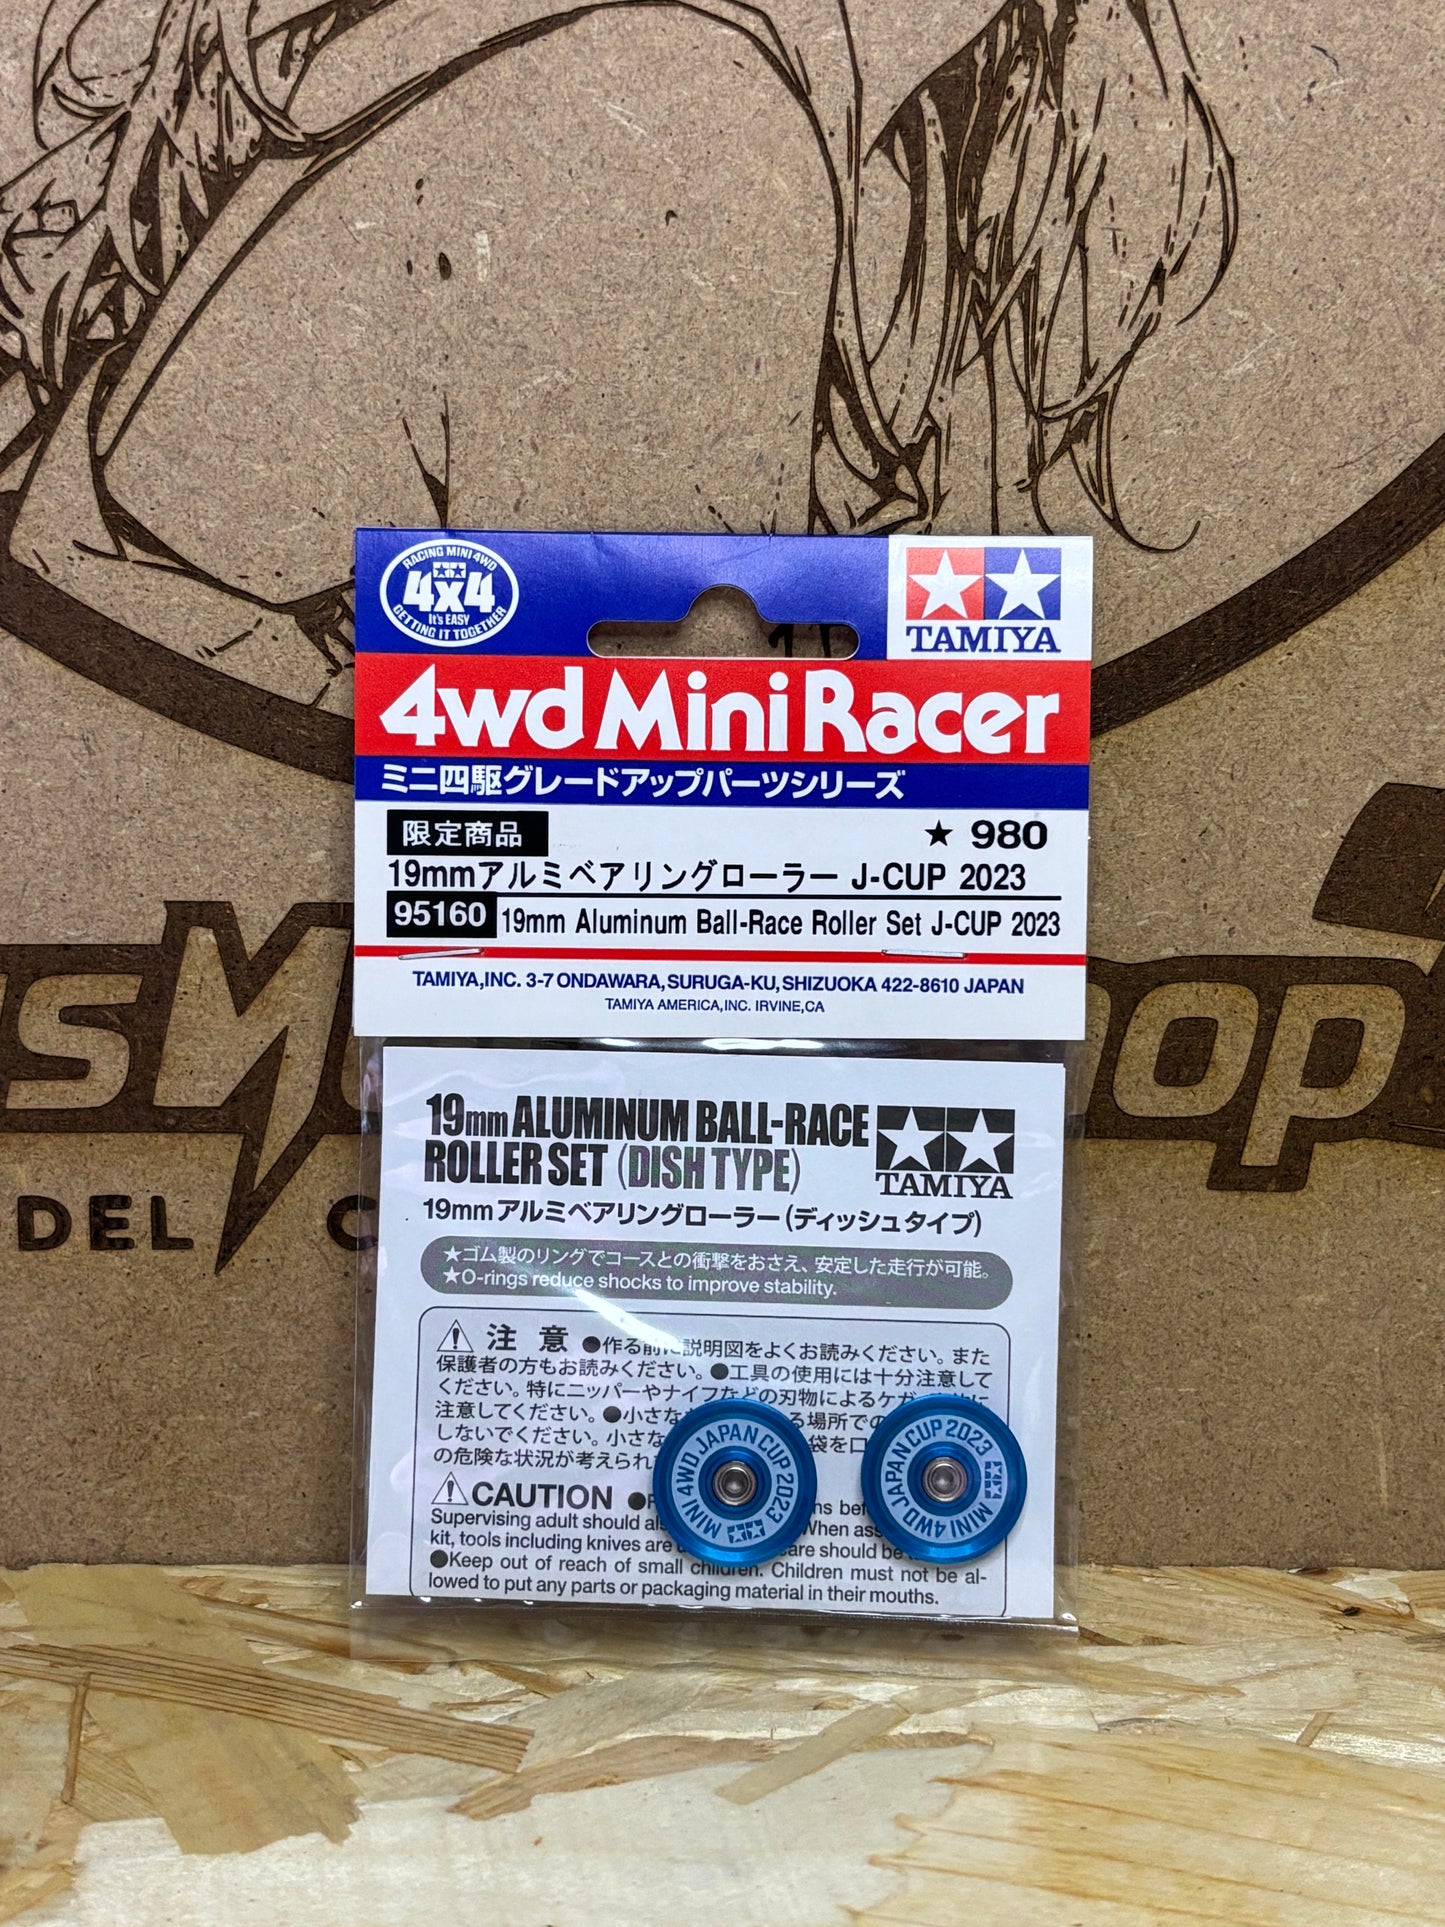 RACING MINI 4WD
4x4
It's EASY
GETTING IT TOGETHER
TAMIYA
4wd Mini Racer
ミニ四駆グレードアップパーツシリーズ
限定商品
★ 980
19mmアルミベアリングローラー J-CUP 2023
95160 19mm Aluminum Ball-Race Roller Set J-CUP 2023
TAMIYA,INC. 3-7 ONDAWARA,SURUGA-KU,SHIZUOKA 422-8610 JAPAN
TAMIYA AMERICA,INC. IRVINE,CA
19mm ALUMINUM BALL-RACE
ROLLER SET (DISH TYPE)
TAMIYA
19mmアルミベアリングローラー(ディッシュタイプ)
★ゴム製のリングでコースとの衝撃をおさえ、安定した走行が可能。
★O-rings reduce shocks to improve stability.
注 意 ●作る前に説明図をよくお読みください。また
保護者の方もお読みください。●工具の使用には十分注意して
ください。特にニッパーやナイフなどの刃物によるケガ
注意してください。●小さな る場所での
しないでください。小さな 袋を口
の危険な状況が考えられ
CAUTION
Supervising adult should
kit, tools including knives are When care should be
●Keep out of reach of small children. Children must not be al-
lowed to put any parts or packaging material in their mouths.
MINI 4WD JAPAN CUP 2023
MINI 4WD JAPAN CUP 2023
DEL